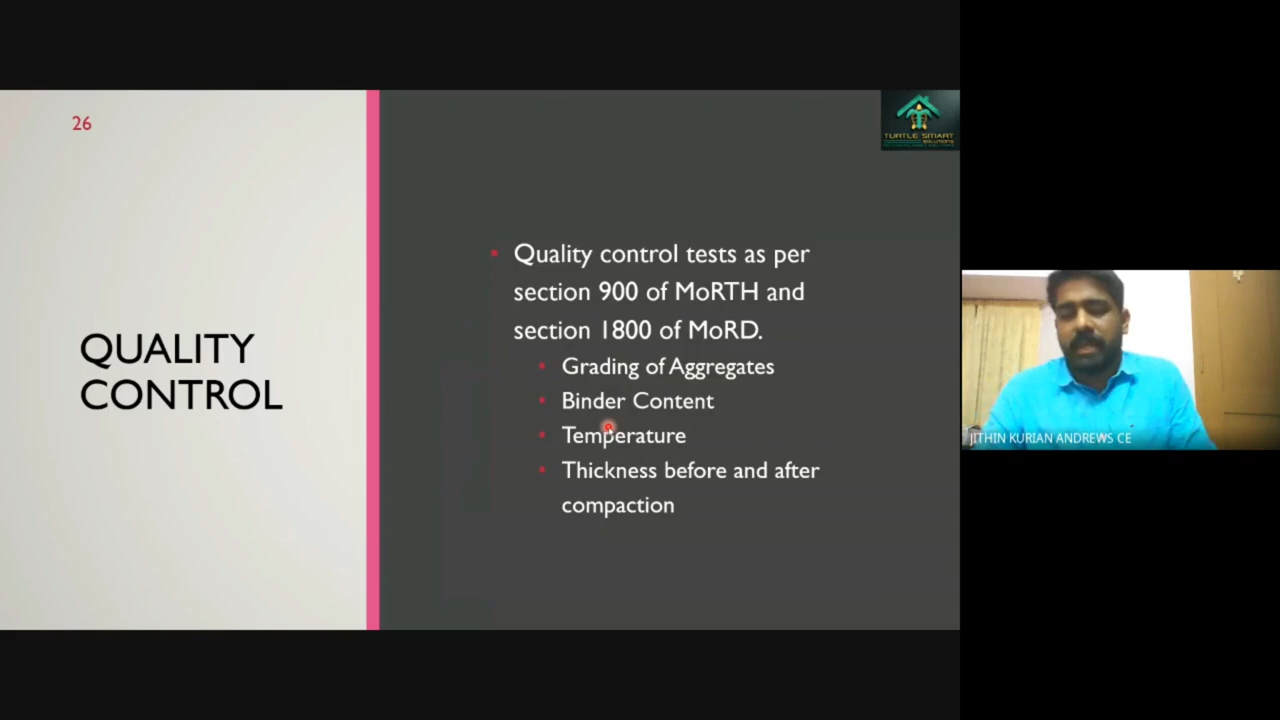 26
TURTLE SMART
SOLUTIONS
QUALITY
CONTROL
Quality control tests as per
section 900 of MoRTH and
section 1800 of MoRD.
Grading of Aggregates
Binder Content
Temperature
Thickness before and after
compaction
JITHIN KURIAN ANDREWS CE